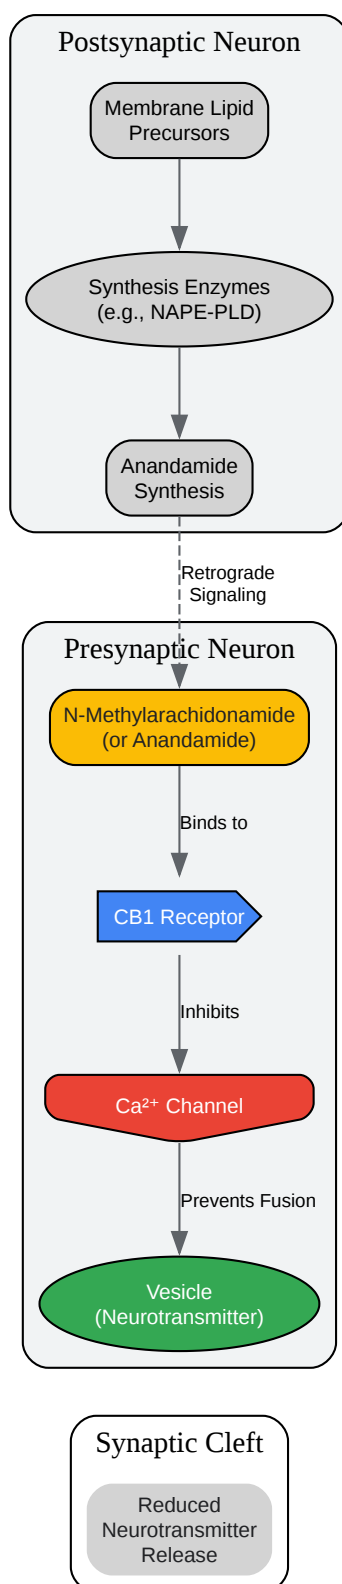 Postsynaptic Neuron
Membrane Lipid
Precursors
Synthesis Enzymes
(e.g., NAPE-PLD)
Anandamide
Synthesis
Retrograde
Signaling
Presynaptic Neuron
N-Methylarachidonamide
(or Anandamide)
Binds to
CB1 Receptor
Inhibits
Ca²⁺ Channel
Prevents Fusion
Vesicle
(Neurotransmitter)
Synaptic Cleft
Reduced
Neurotransmitter
Release